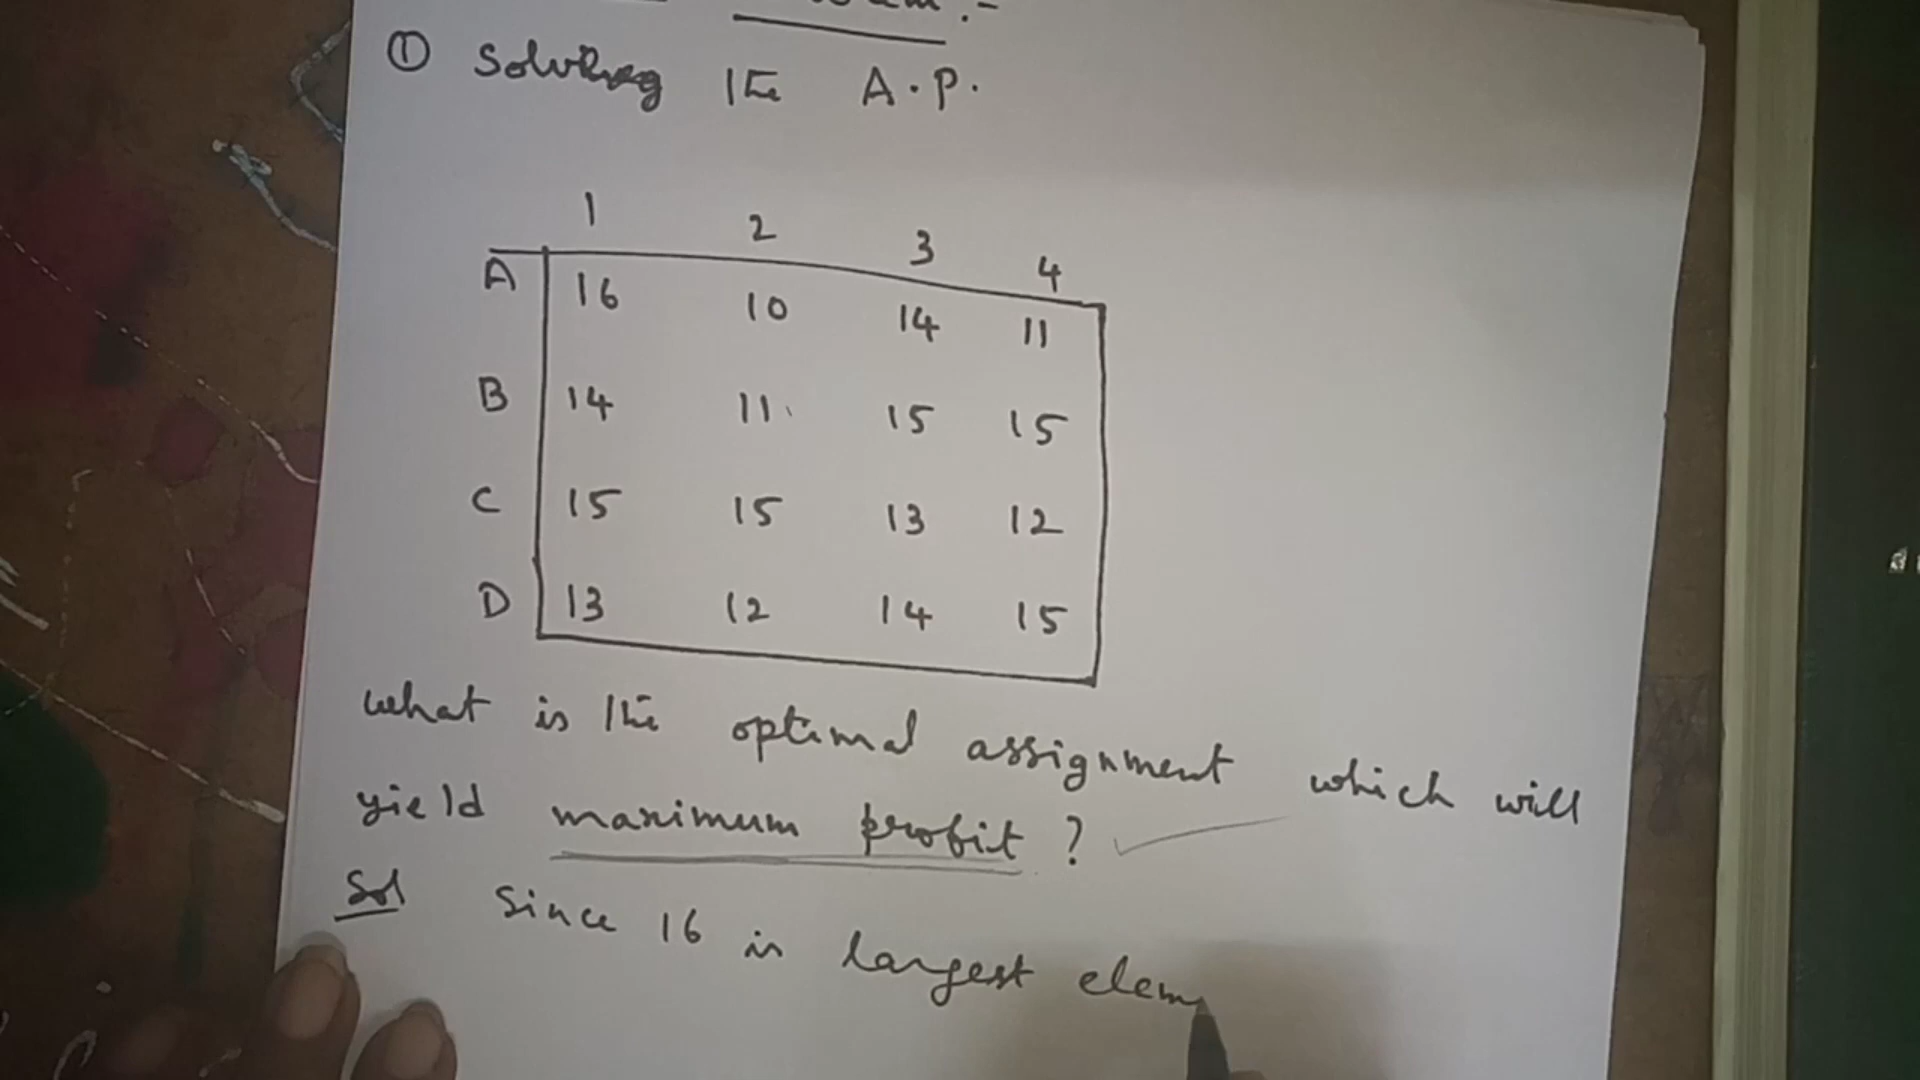 ① Solving the A.P.
1 2 3 4
A 16 10 14 11
B 14 11 15 15
C 15 15 13 12
D 13 12 14 15
what is the optimal assignment which will
yield maximum profit ?
Sol Since 16 is largest elem